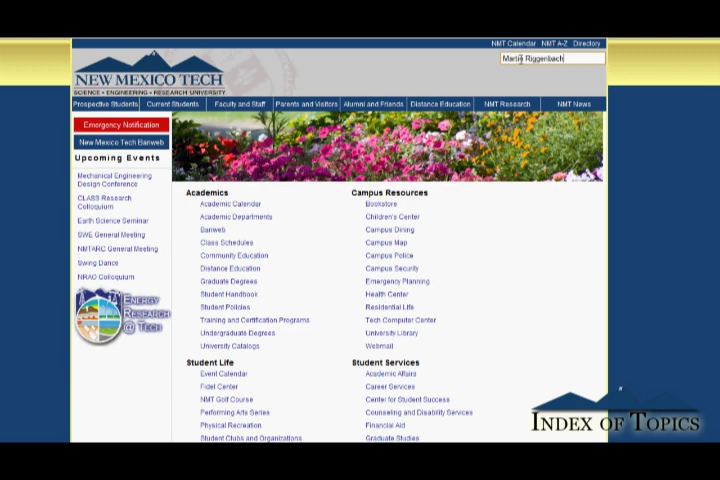 NMT Calendar NMT A-Z Directory
Martin Riggenbach
NEW MEXICO TECH
SCIENCE • ENGINEERING • RESEARCH UNIVERSITY
Prospective Students Current Students Faculty and Staff Parents and Visitors Alumni and Friends Distance Education NMT Research NMT News
Emergency Notification
New Mexico Tech Banweb
Upcoming Events
Mechanical Engineering
Design Conference
CLASS Research
Colloquium
Earth Science Seminar
SWE General Meeting
NMTARC General Meeting
Swing Dance
NRAO Colloquium
ENERGY
RESEARCH
@ TECH
Academics
Academic Calendar
Academic Departments
Banweb
Class Schedules
Community Education
Distance Education
Graduate Degrees
Student Handbook
Student Policies
Training and Certification Programs
Undergraduate Degrees
University Catalogs
Student Life
Event Calendar
Fidel Center
NMT Golf Course
Performing Arts Series
Physical Recreation
Student Clubs and Organizations
Campus Resources
Bookstore
Children's Center
Campus Dining
Campus Map
Campus Police
Campus Security
Emergency Planning
Health Center
Residential Life
Tech Computer Center
University Library
Webmail
Student Services
Academic Affairs
Career Services
Center for Student Success
Counseling and Disability Services
Financial Aid
Graduate Studies
INDEX OF TOPICS